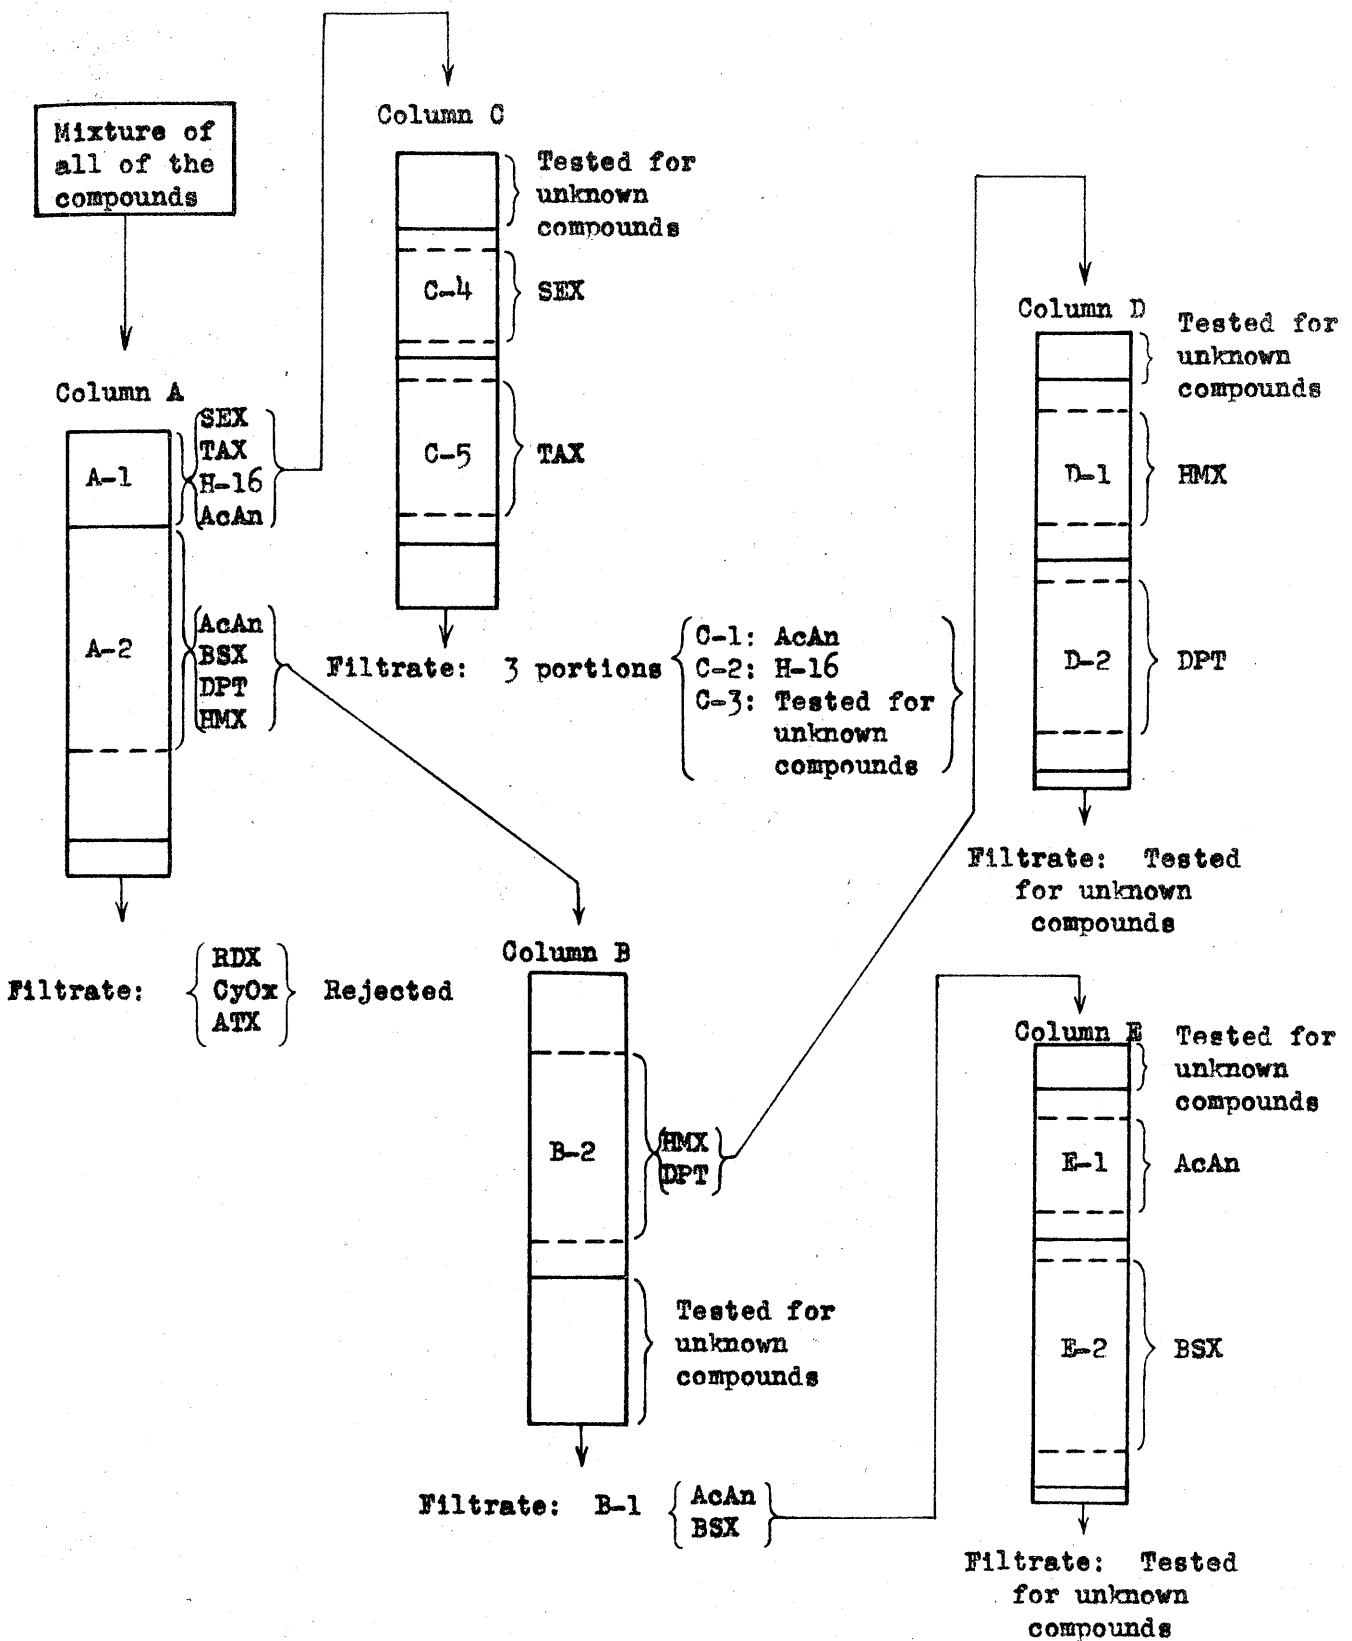 Mixture of
all of the
compounds
Column A
A-1
SEX
TAX
H-16
AcAn
A-2
AcAn
BSX
DPT
HMX
Filtrate:
RDX
CyOx
ATX
Rejected
Column C
Tested for
unknown
compounds
C-4
SEX
C-5
TAX
Filtrate: 3 portions
C-1: AcAn
C-2: H-16
C-3: Tested for
unknown
compounds
Column B
B-2
HMX
DPT
Tested for
unknown
compounds
Filtrate: B-1
AcAn
BSX
Column D
Tested for
unknown
compounds
D-1
HMX
D-2
DPT
Filtrate: Tested
for unknown
compounds
Column E
Tested for
unknown
compounds
E-1
AcAn
E-2
BSX
Filtrate: Tested
for unknown
compounds